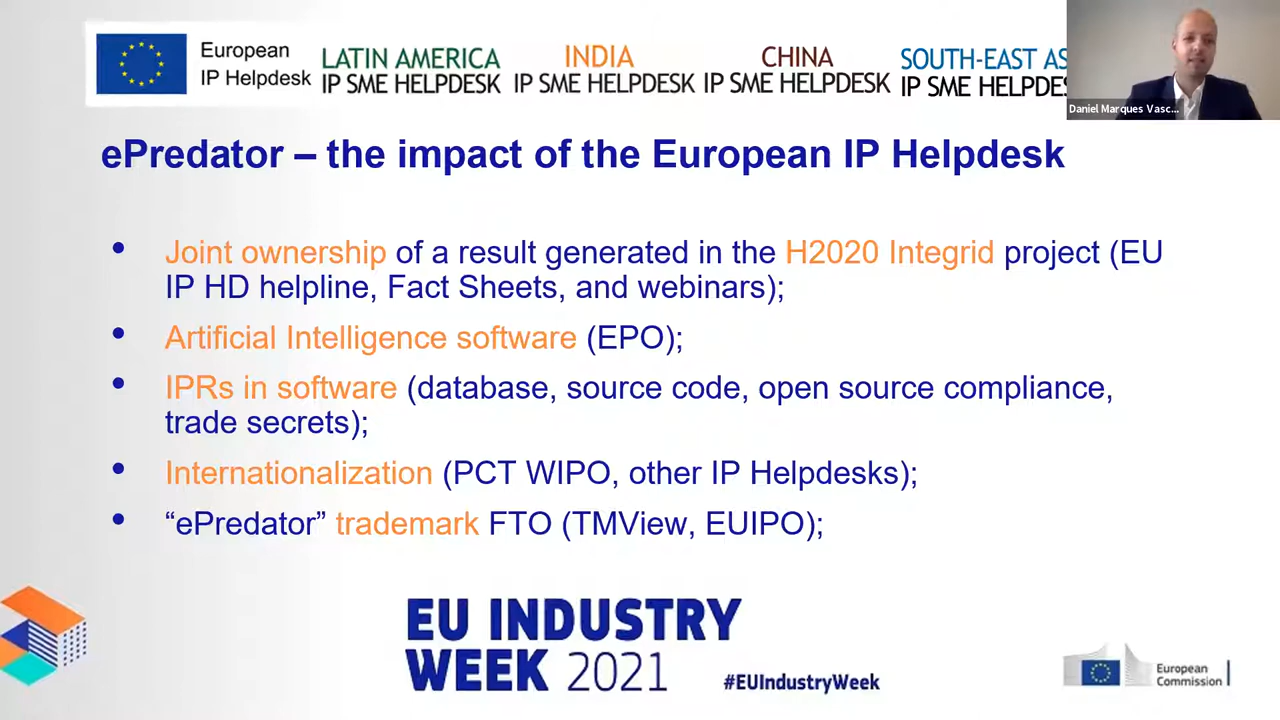 European
IP Helpdesk
LATIN AMERICA
IP SME HELPDESK
INDIA
IP SME HELPDESK
CHINA
IP SME HELPDESK
SOUTH-EAST AS
IP SME HELPDES
Daniel Marques Vasc...
ePredator – the impact of the European IP Helpdesk
• Joint ownership of a result generated in the H2020 Integrid project (EU
IP HD helpline, Fact Sheets, and webinars);
• Artificial Intelligence software (EPO);
• IPRs in software (database, source code, open source compliance,
trade secrets);
• Internationalization (PCT WIPO, other IP Helpdesks);
• “ePredator” trademark FTO (TMView, EUIPO);
EU INDUSTRY
WEEK 2021
#EUIndustryWeek
European
Commission